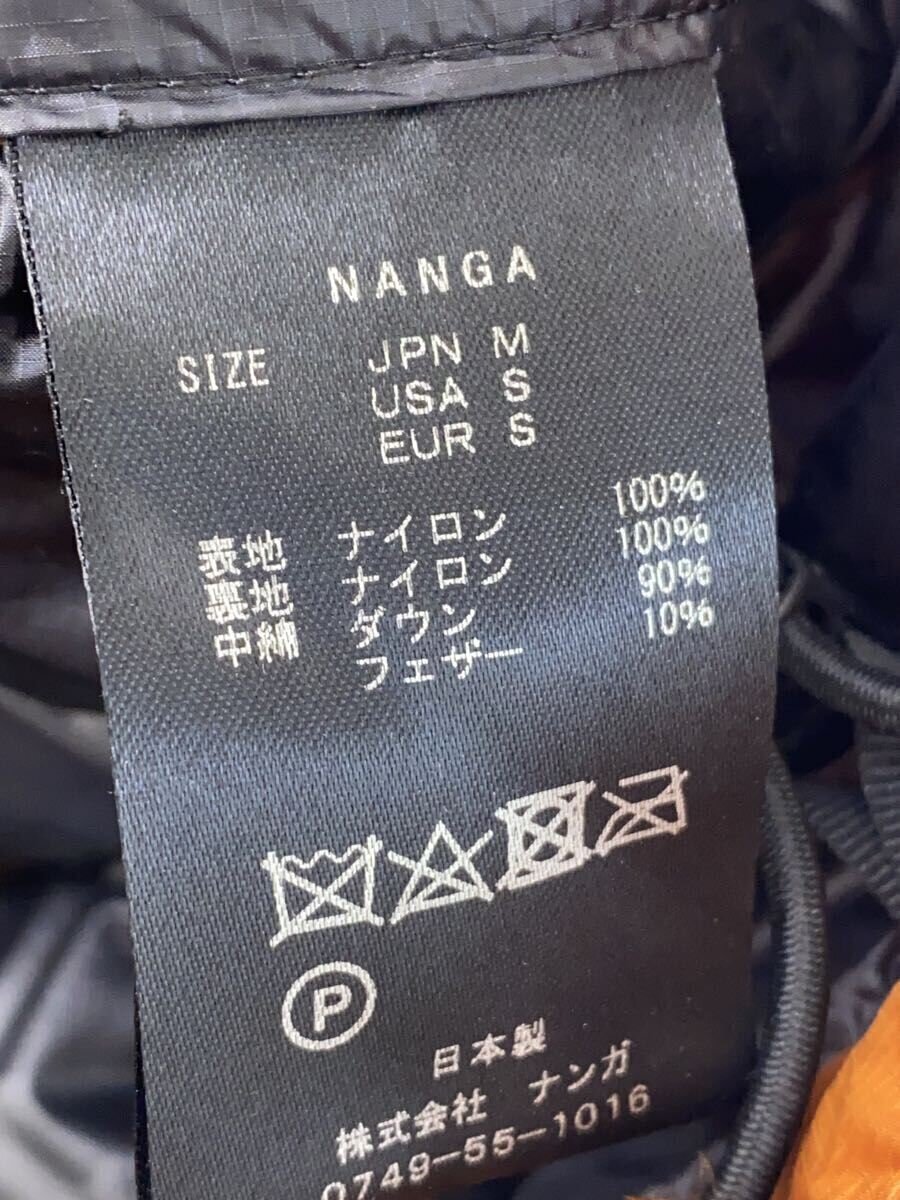 NANGA
SIZE JPN M
USA S
EUR S
表地 ナイロン 100%
裏地 ナイロン 100%
中綿 ダウン 90%
フェザー 10%
P
日本製
株式会社 ナンガ
0749-55-1016